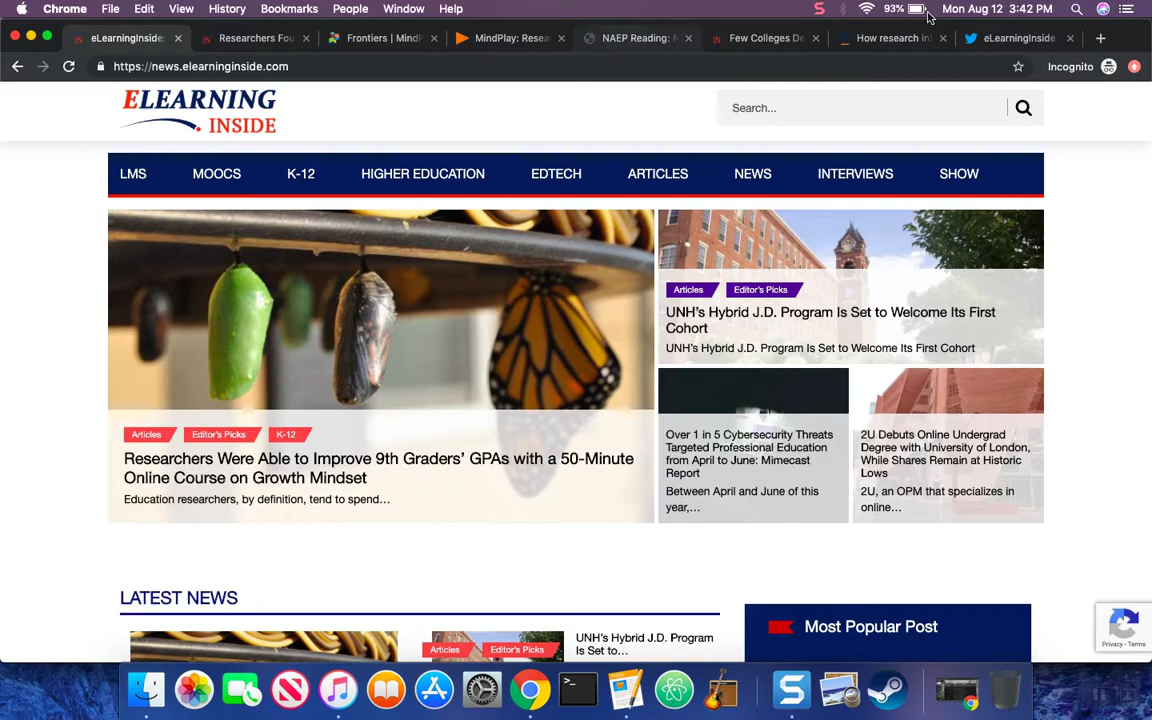 Chrome File Edit View History Bookmarks People Window Help 93% Mon Aug 12 3:42 PM
eLearningInside: Researchers Fou Frontiers | MindP MindPlay: Resea NAEP Reading: N Few Colleges De How research int eLearningInside
https://news.elearninginside.com Incognito
ELEARNING
INSIDE
Search...
LMS MOOCS K-12 HIGHER EDUCATION EDTECH ARTICLES NEWS INTERVIEWS SHOW
Articles Editor's Picks K-12
Researchers Were Able to Improve 9th Graders' GPAs with a 50-Minute
Online Course on Growth Mindset
Education researchers, by definition, tend to spend...
Articles Editor's Picks
UNH's Hybrid J.D. Program Is Set to Welcome Its First
Cohort
UNH's Hybrid J.D. Program Is Set to Welcome Its First Cohort
Over 1 in 5 Cybersecurity Threats
Targeted Professional Education
from April to June: Mimecast
Report
Between April and June of this
year,...
2U Debuts Online Undergrad
Degree with University of London,
While Shares Remain at Historic
Lows
2U, an OPM that specializes in
online...
LATEST NEWS
Articles Editor's Picks
UNH's Hybrid J.D. Program
Is Set to...
Most Popular Post
Privacy - Terms